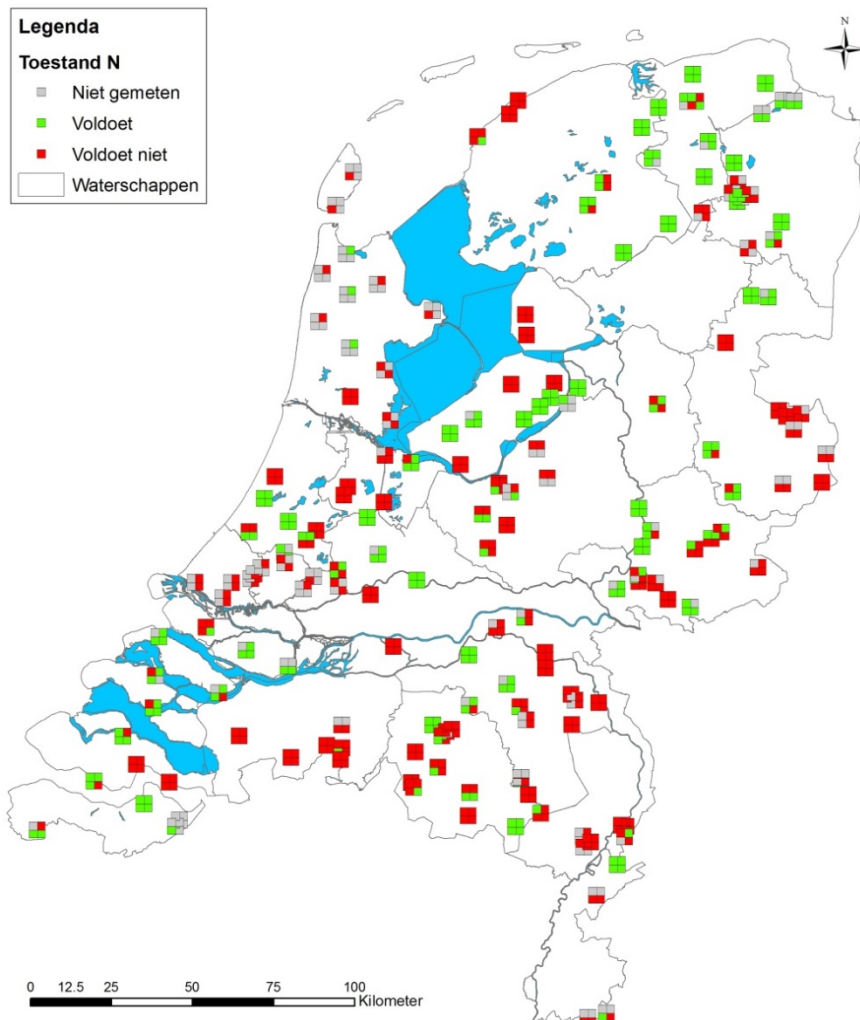 Legenda
Toestand N
Niet gemeten
Voldoet
Voldoet niet
Waterschappen
N
0 12.5 25 50 75 100
Kilometer